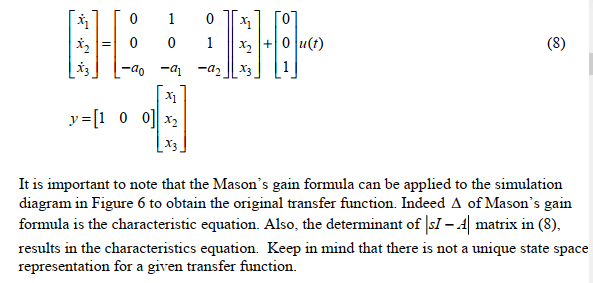 [ẋ₁ ẋ₂ ẋ₃] = [0 1 0; 0 0 1; −a₀ −a₁ −a₂] [x₁ x₂ x₃] + [0 0 1] u(t) (8)
y = [1 0 0] [x₁ x₂ x₃]
It is important to note that the Mason's gain formula can be applied to the simulation
diagram in Figure 6 to obtain the original transfer function. Indeed Δ of Mason's gain
formula is the characteristic equation. Also, the determinant of |sI − A| matrix in (8),
results in the characteristics equation. Keep in mind that there is not a unique state space
representation for a given transfer function.